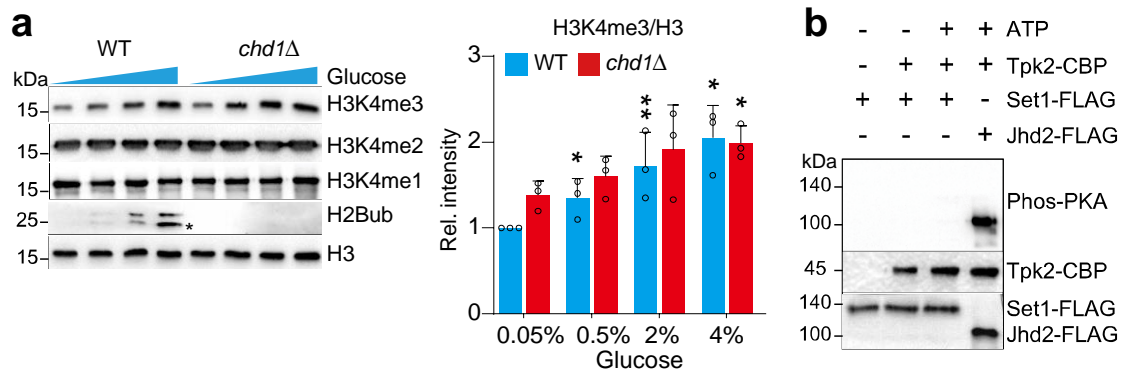 a
WT chd1Δ
kDa Glucose
15 H3K4me3
15 H3K4me2
15 H3K4me1
25 H2Bub
*
15 H3
H3K4me3/H3
WT chd1Δ
Rel. intensity
3
2
1
0
* ** * *
0.05% 0.5% 2% 4%
Glucose
b
- - + + ATP
- + + + Tpk2-CBP
+ + + - Set1-FLAG
- - - + Jhd2-FLAG
kDa
140
100
Phos-PKA
45 Tpk2-CBP
140 Set1-FLAG
100 Jhd2-FLAG